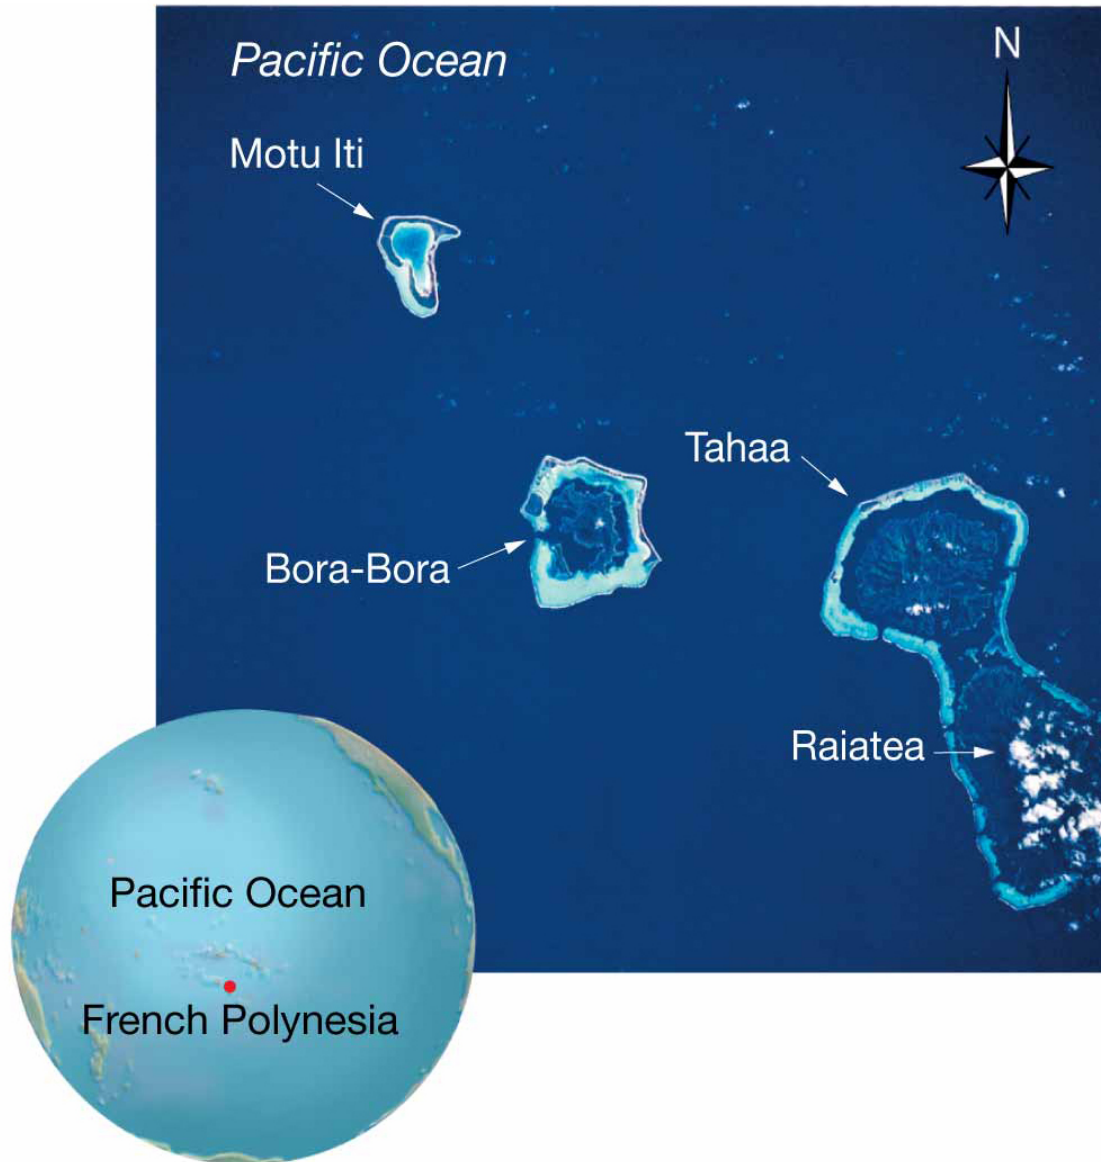 Pacific Ocean
N
Motu Iti
Tahaa
Bora-Bora
Raiatea
Pacific Ocean
French Polynesia